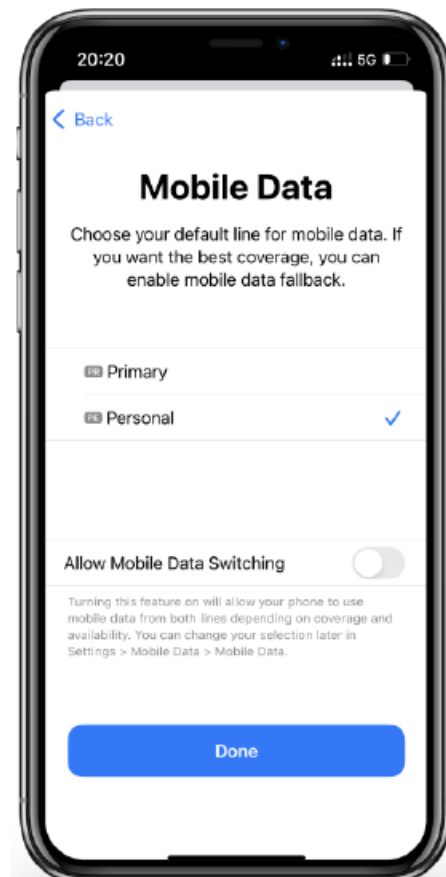 20:20
5G
Back
Mobile Data
Choose your default line for mobile data. If
you want the best coverage, you can
enable mobile data fallback.
PR Primary
PE Personal
Allow Mobile Data Switching
Turning this feature on will allow your phone to use
mobile data from both lines depending on coverage and
availability. You can change your selection later in
Settings > Mobile Data > Mobile Data.
Done